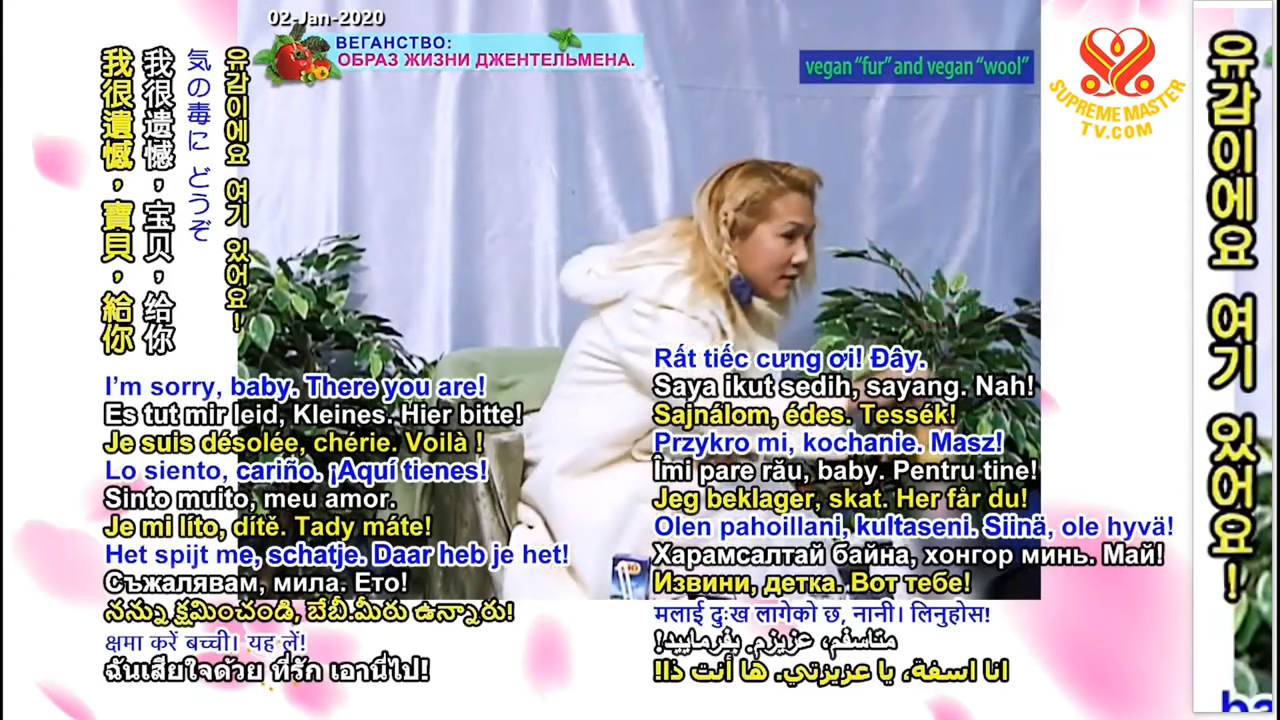 02-Jan-2020
ВЕГАНСТВО:
ОБРАЗ ЖИЗНИ ДЖЕНТЕЛЬМЕНА.
vegan “fur” and vegan “wool”
SUPREME MASTER
TV.COM
유감이에요 여기 있어요!
気の毒に どうぞ
我很遗憾，宝贝，给你
我很遺憾，寶貝，給你
I’m sorry, baby. There you are!
Es tut mir leid, Kleines. Hier bitte!
Je suis désolée, chérie. Voilà !
Lo siento, cariño. ¡Aquí tienes!
Sinto muito, meu amor.
Je mi líto, dítě. Tady máte!
Het spijt me, schatje. Daar heb je het!
Съжалявам, мила. Ето!
నన్ను క్షమించండి, బేబీ.మీరు ఉన్నారు!
क्षमा करें बच्ची। यह लें!
ฉันเสียใจด้วย ที่รัก เอานี่ไป!
Rất tiếc cưng ơi! Đây.
Saya ikut sedih, sayang. Nah!
Sajnálom, édes. Tessék!
Przykro mi, kochanie. Masz!
Îmi pare rău, baby. Pentru tine!
Jeg beklager, skat. Her får du!
Olen pahoillani, kultaseni. Siinä, ole hyvä!
Харамсалтай байна, хонгор минь. Май!
Извини, детка. Вот тебе!
मलाई दुःख लागेको छ, नानी। लिनुहोस!
متاسفم، عزیزم. بفرمایید!
انا اسفة، يا عزيزتي. ها أنت ذا!
유감이에요 여기 있어요!
ba